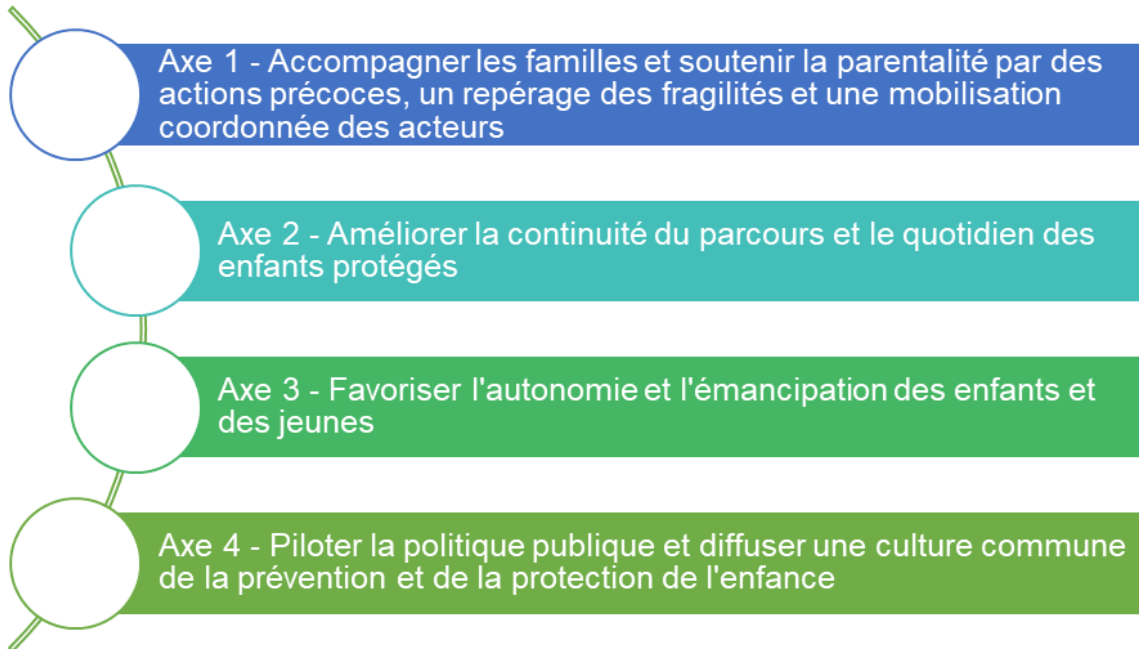 Axe 1 - Accompagner les familles et soutenir la parentalité par des
actions précoces, un repérage des fragilités et une mobilisation
coordonnée des acteurs
Axe 2 - Améliorer la continuité du parcours et le quotidien des
enfants protégés
Axe 3 - Favoriser l'autonomie et l'émancipation des enfants et
des jeunes
Axe 4 - Piloter la politique publique et diffuser une culture commune
de la prévention et de la protection de l'enfance